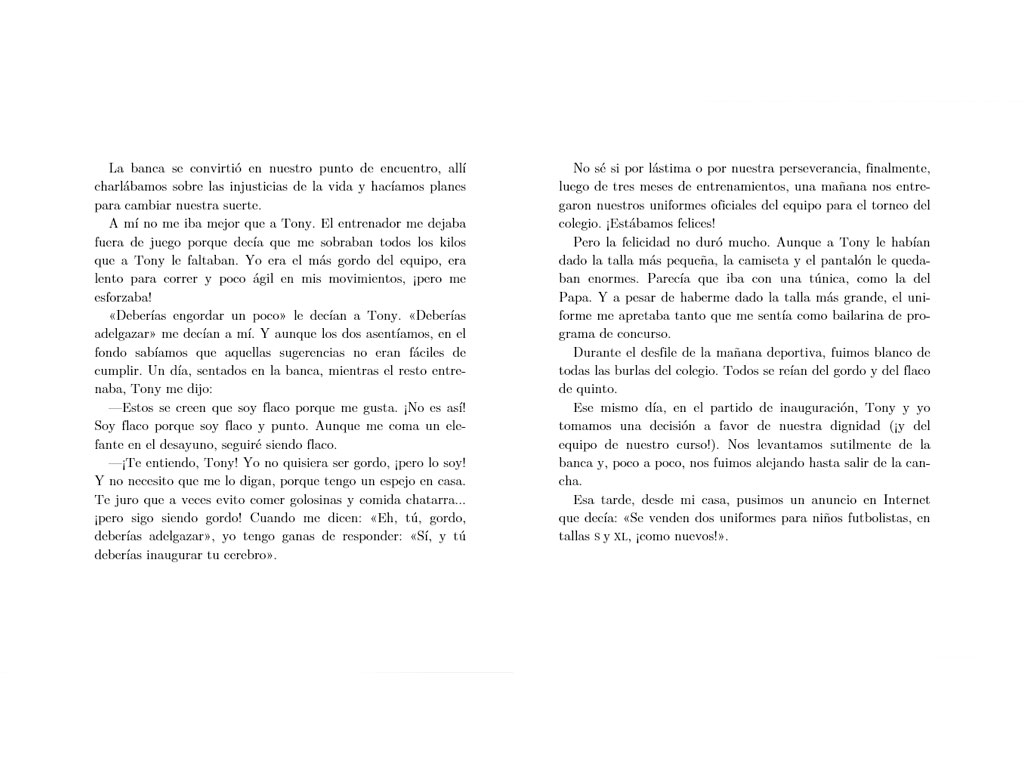 La banca se convirtió en nuestro punto de encuentro, allí
charlábamos sobre las injusticias de la vida y hacíamos planes
para cambiar nuestra suerte.
A mí no me iba mejor que a Tony. El entrenador me dejaba
fuera de juego porque decía que me sobraban todos los kilos
que a Tony le faltaban. Yo era el más gordo del equipo, era
lento para correr y poco ágil en mis movimientos, ¡pero me
esforzaba!
«Deberías engordar un poco» le decían a Tony. «Deberías
adelgazar» me decían a mí. Y aunque los dos asentíamos, en el
fondo sabíamos que aquellas sugerencias no eran fáciles de
cumplir. Un día, sentados en la banca, mientras el resto entre-
naba, Tony me dijo:
—Estos se creen que soy flaco porque me gusta. ¡No es así!
Soy flaco porque soy flaco y punto. Aunque me coma un ele-
fante en el desayuno, seguiré siendo flaco.
—¡Te entiendo, Tony! Yo no quisiera ser gordo, ¡pero lo soy!
Y no necesito que me lo digan, porque tengo un espejo en casa.
Te juro que a veces evito comer golosinas y comida chatarra...
¡pero sigo siendo gordo! Cuando me dicen: «Eh, tú, gordo,
deberías adelgazar», yo tengo ganas de responder: «Sí, y tú
deberías inaugurar tu cerebro».
No sé si por lástima o por nuestra perseverancia, finalmente,
luego de tres meses de entrenamientos, una mañana nos entre-
garon nuestros uniformes oficiales del equipo para el torneo del
colegio. ¡Estábamos felices!
Pero la felicidad no duró mucho. Aunque a Tony le habían
dado la talla más pequeña, la camiseta y el pantalón le queda-
ban enormes. Parecía que iba con una túnica, como la del
Papa. Y a pesar de haberme dado la talla más grande, el uni-
forme me apretaba tanto que me sentía como bailarina de pro-
grama de concurso.
Durante el desfile de la mañana deportiva, fuimos blanco de
todas las burlas del colegio. Todos se reían del gordo y del flaco
de quinto.
Ese mismo día, en el partido de inauguración, Tony y yo
tomamos una decisión a favor de nuestra dignidad (¡y del
equipo de nuestro curso!). Nos levantamos sutilmente de la
banca y, poco a poco, nos fuimos alejando hasta salir de la can-
cha.
Esa tarde, desde mi casa, pusimos un anuncio en Internet
que decía: «Se venden dos uniformes para niños futbolistas, en
tallas S y XL, ¡como nuevos!».